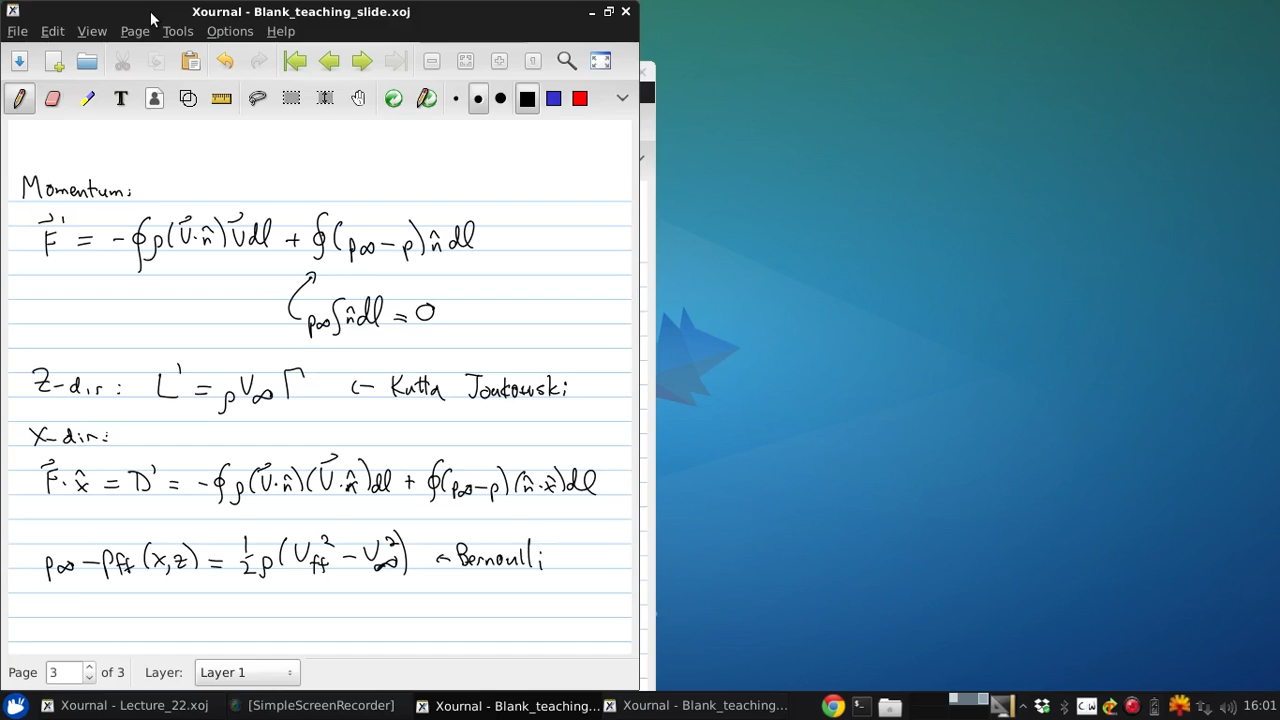 Xournal - Blank_teaching_slide.xoj
File Edit View Page Tools Options Help
Momentum:
F⃗' = -∮ρ(V⃗·n̂)V⃗dl + ∮(p∞-p)n̂dl
p∞∫n̂dl = 0
Z-dir: L' = ρV∞Γ ← Kutta Joukowski
X-dir:
F⃗·x̂ = D' = -∮ρ(V⃗·n̂)(V⃗·x̂)dl + ∮(p∞-p)(n̂·x̂)dl
p∞-pff(x,z) = 1/2 ρ(Vff² - V∞²) ← Bernoulli
Page 3 of 3 Layer: Layer 1
Xournal - Lecture_22.xoj [SimpleScreenRecorder] Xournal - Blank_teaching... Xournal - Blank_teaching... 16:01